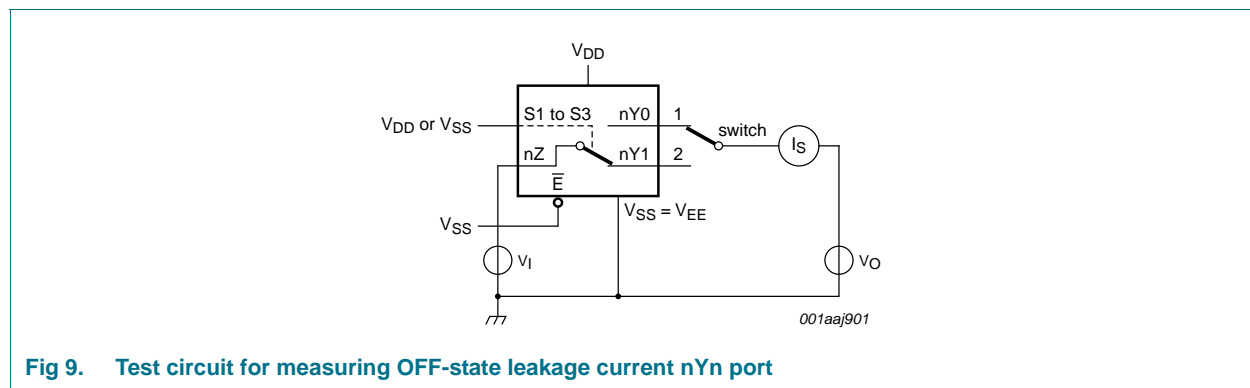 VDD
S1 to S3
nY0
1
VDD or VSS
switch
IS
nZ
nY1
2
E
VSS = VEE
VSS
VI
VO
001aaj901
Fig 9. Test circuit for measuring OFF-state leakage current nYn port